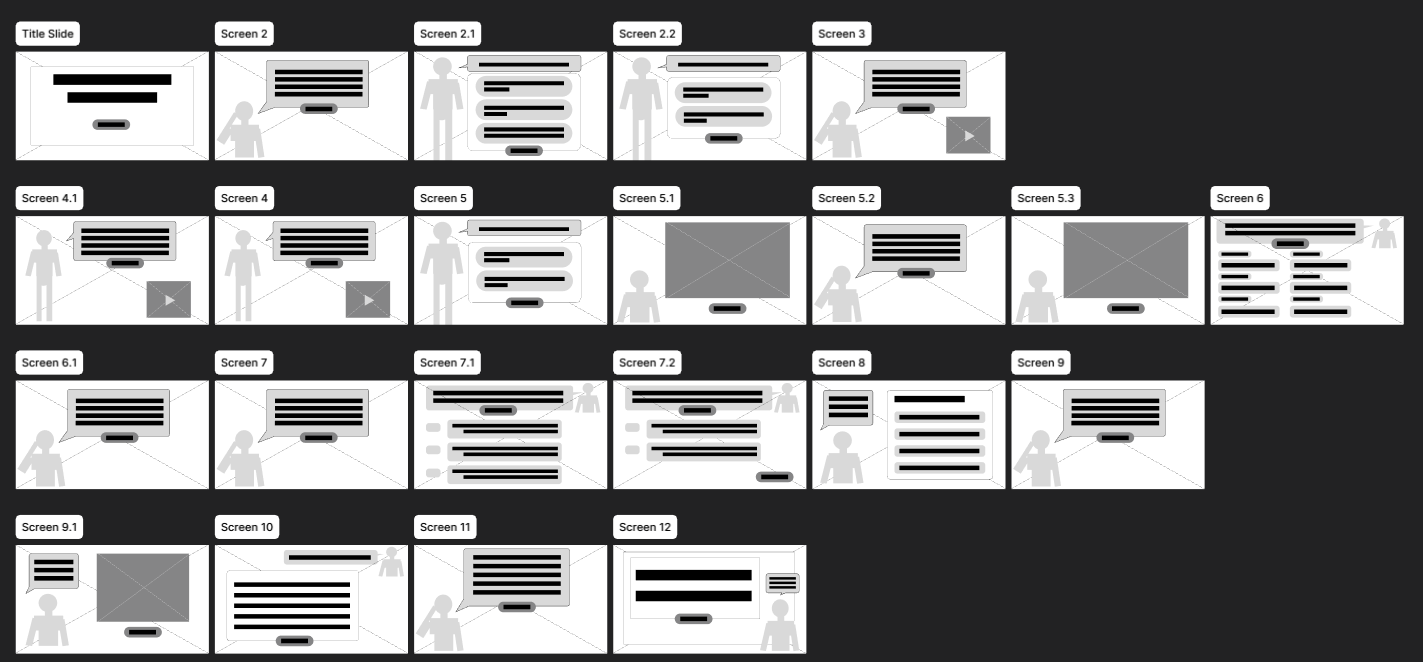 Title Slide
Screen 2
Screen 2.1
Screen 2.2
Screen 3
Screen 4.1
Screen 4
Screen 5
Screen 5.1
Screen 5.2
Screen 5.3
Screen 6
Screen 6.1
Screen 7
Screen 7.1
Screen 7.2
Screen 8
Screen 9
Screen 9.1
Screen 10
Screen 11
Screen 12